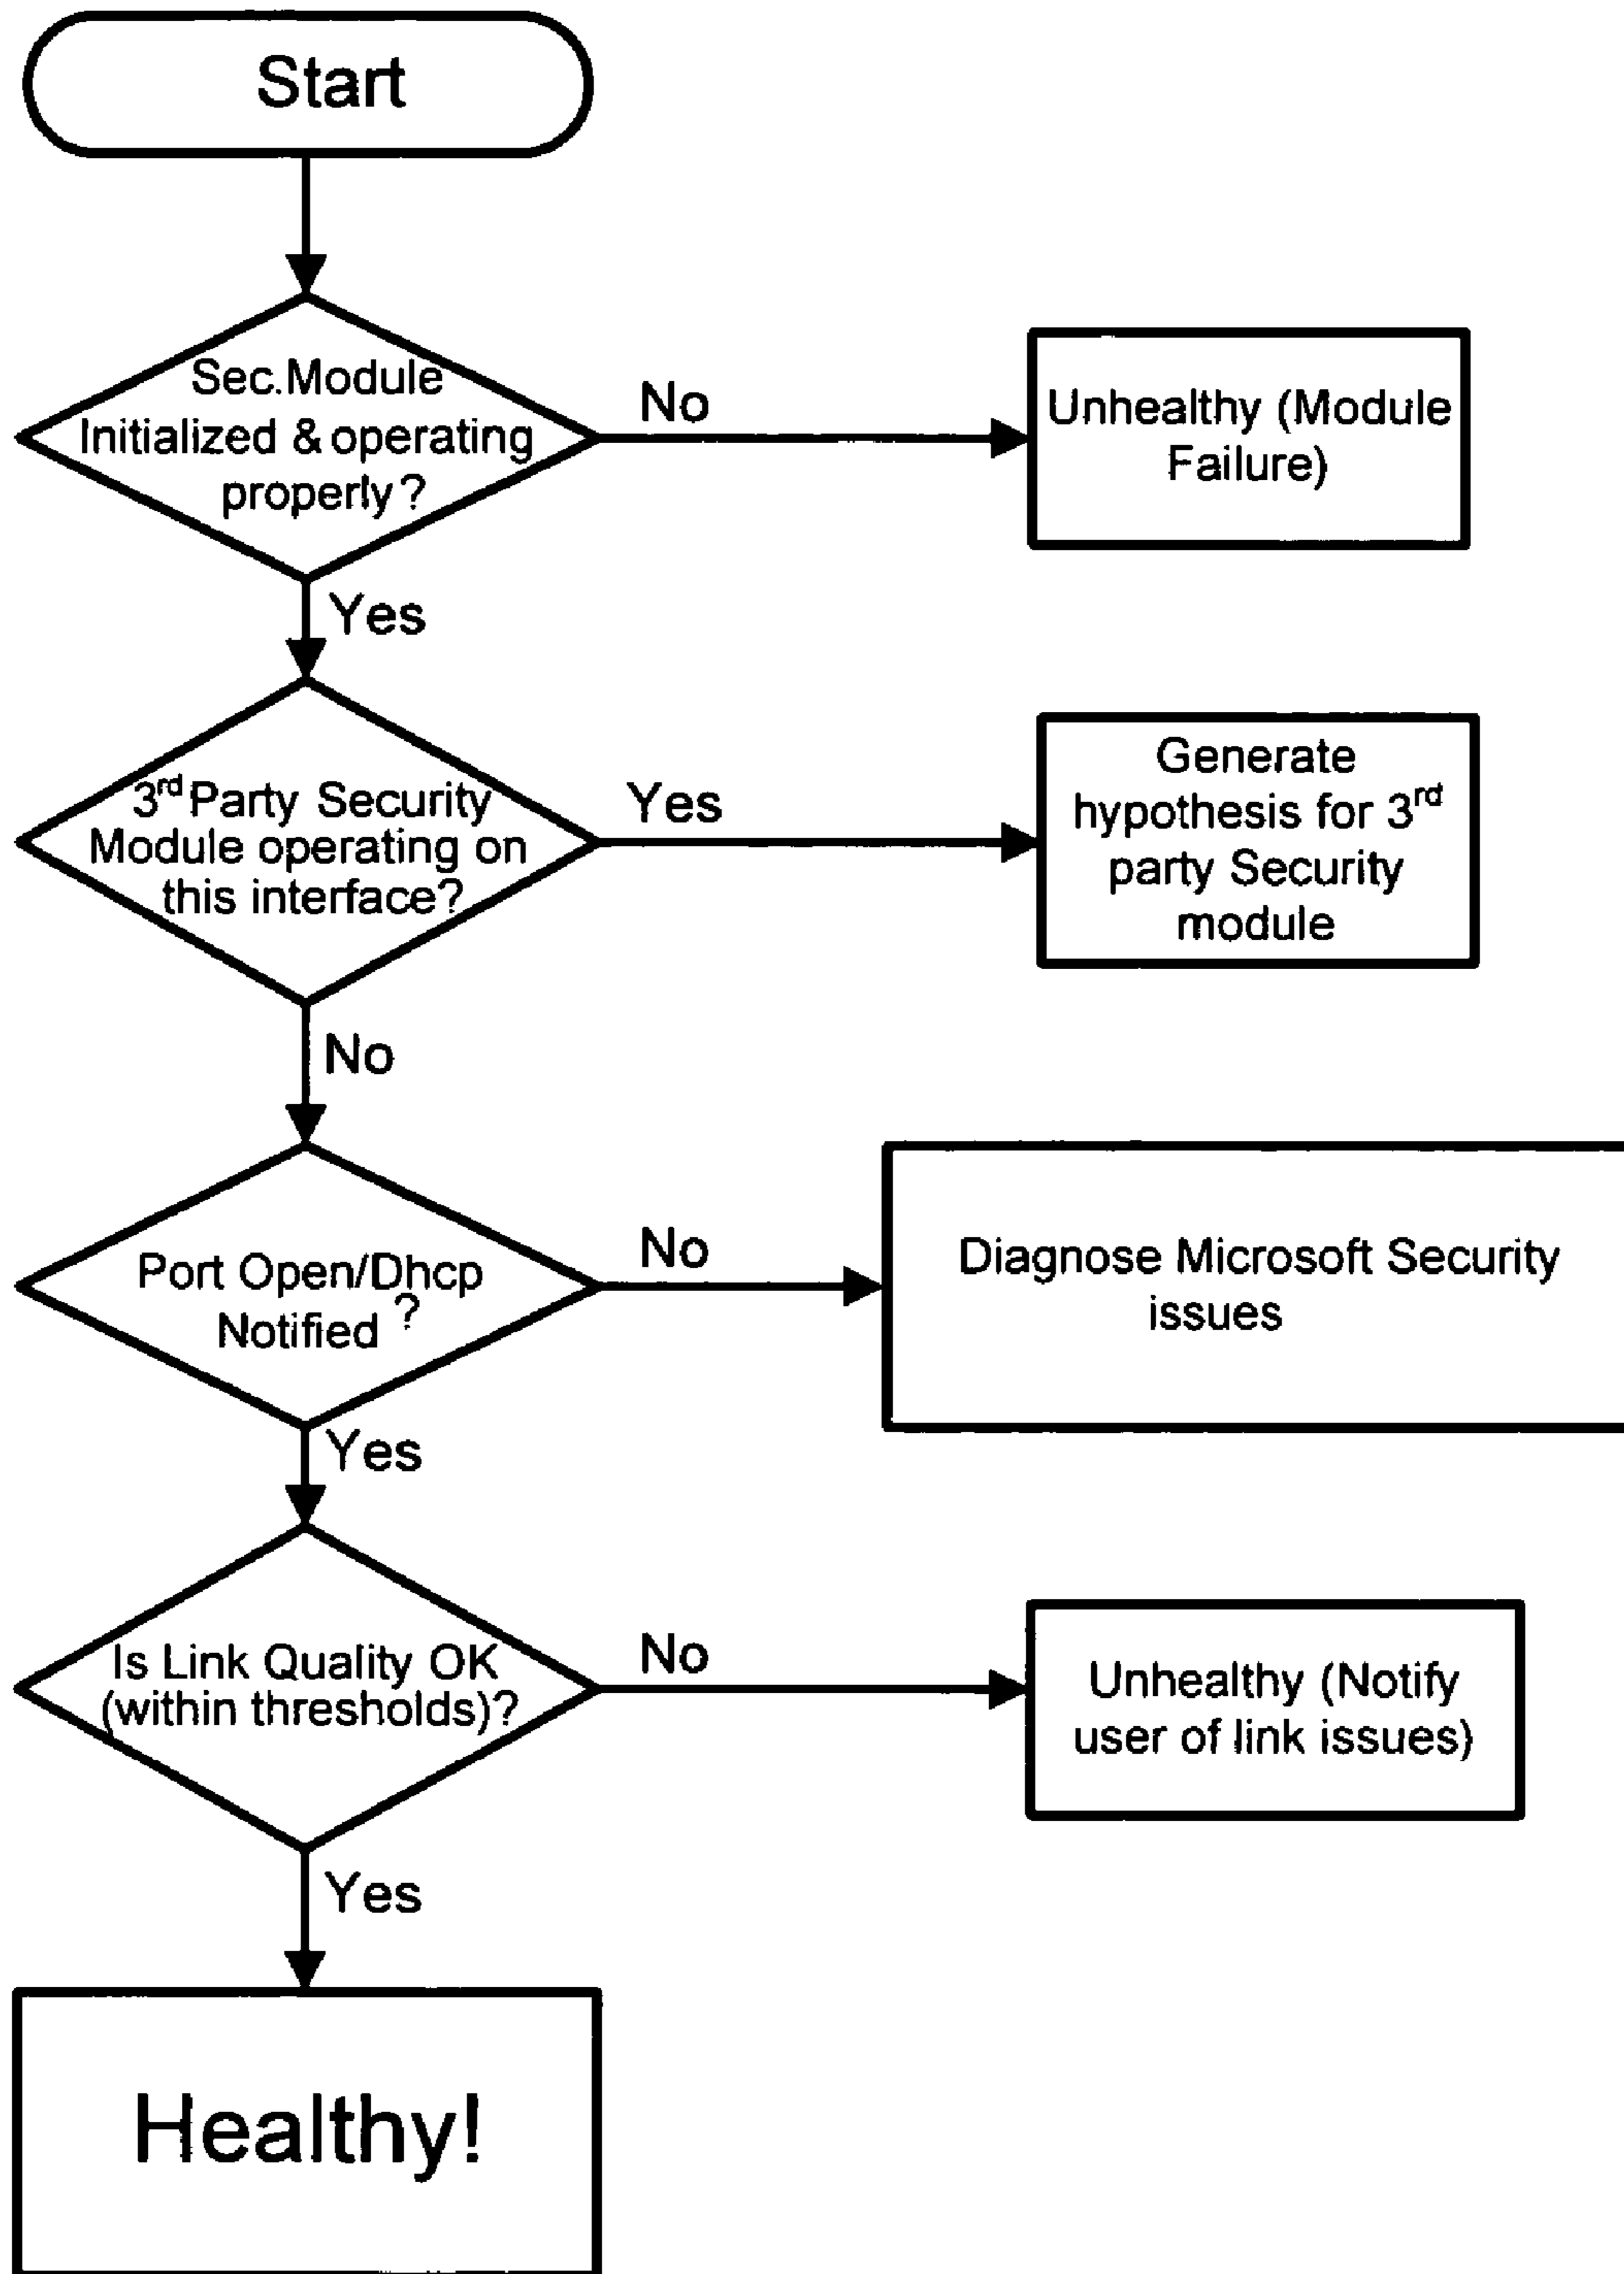 Start
Sec.Module
Initialized & operating
properly?
No
Unhealthy (Module
Failure)
Yes
3rd Party Security
Module operating on
this interface?
Yes
Generate
hypothesis for 3rd
party Security
module
No
Port Open/Dhcp
Notified ?
No
Diagnose Microsoft Security
issues
Yes
Is Link Quality OK
(within thresholds)?
No
Unhealthy (Notify
user of link issues)
Yes
Healthy!